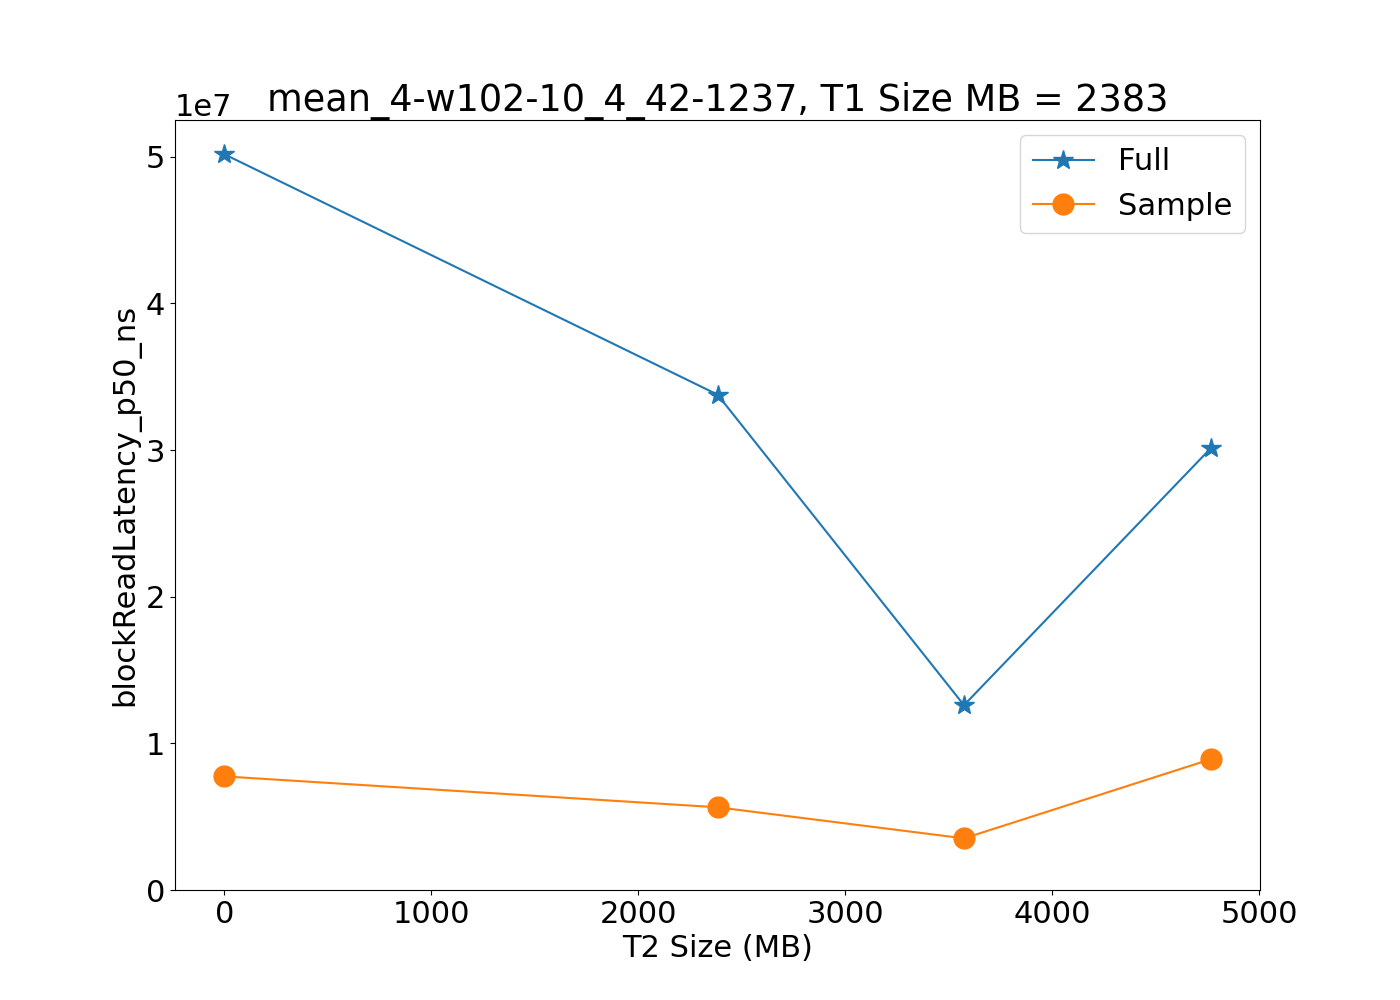 mean_4-w102-10_4_42-1237, T1 Size MB = 2383
1e7
Full
Sample
5
4
3
2
1
0
blockReadLatency_p50_ns
0 1000 2000 3000 4000 5000
T2 Size (MB)